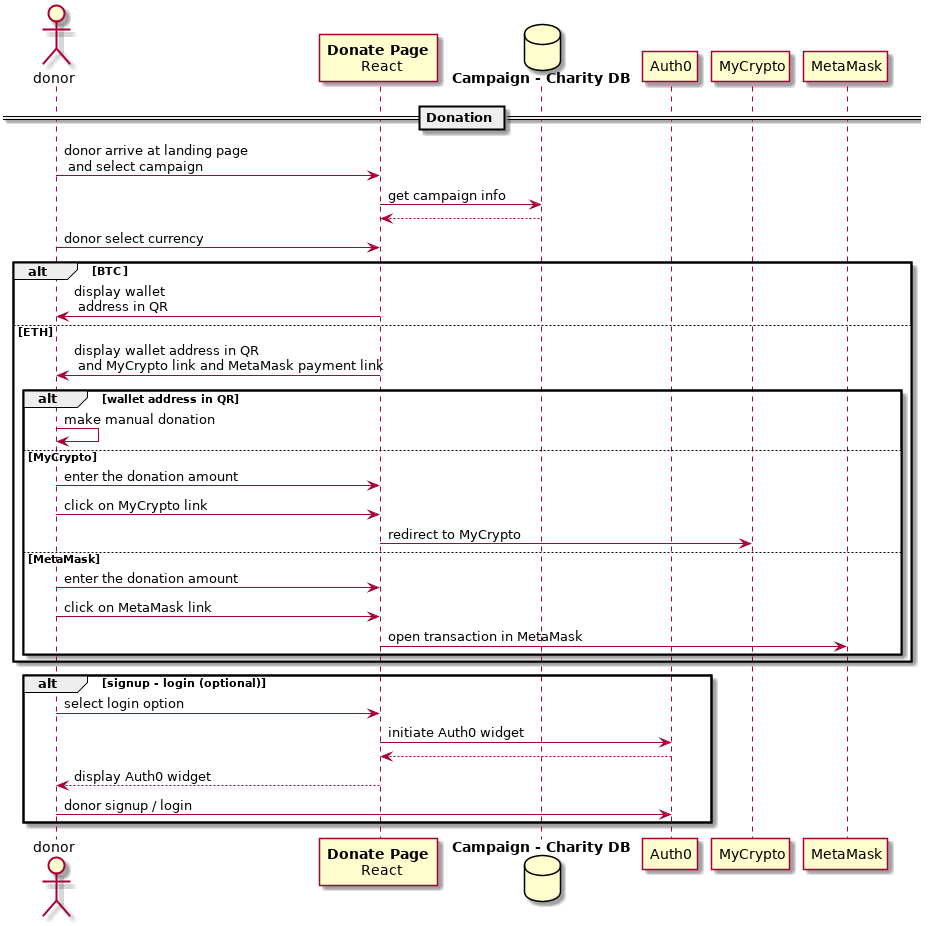 donor
Donate Page
React
Campaign - Charity DB
Auth0
MyCrypto
MetaMask
Donation
donor arrive at landing page
and select campaign
get campaign info
donor select currency
alt [BTC]
display wallet
address in QR
[ETH]
display wallet address in QR
and MyCrypto link and MetaMask payment link
alt [wallet address in QR]
make manual donation
[MyCrypto]
enter the donation amount
click on MyCrypto link
redirect to MyCrypto
[MetaMask]
enter the donation amount
click on MetaMask link
open transaction in MetaMask
alt [signup - login (optional)]
select login option
initiate Auth0 widget
display Auth0 widget
donor signup / login
donor
Donate Page
React
Campaign - Charity DB
Auth0
MyCrypto
MetaMask